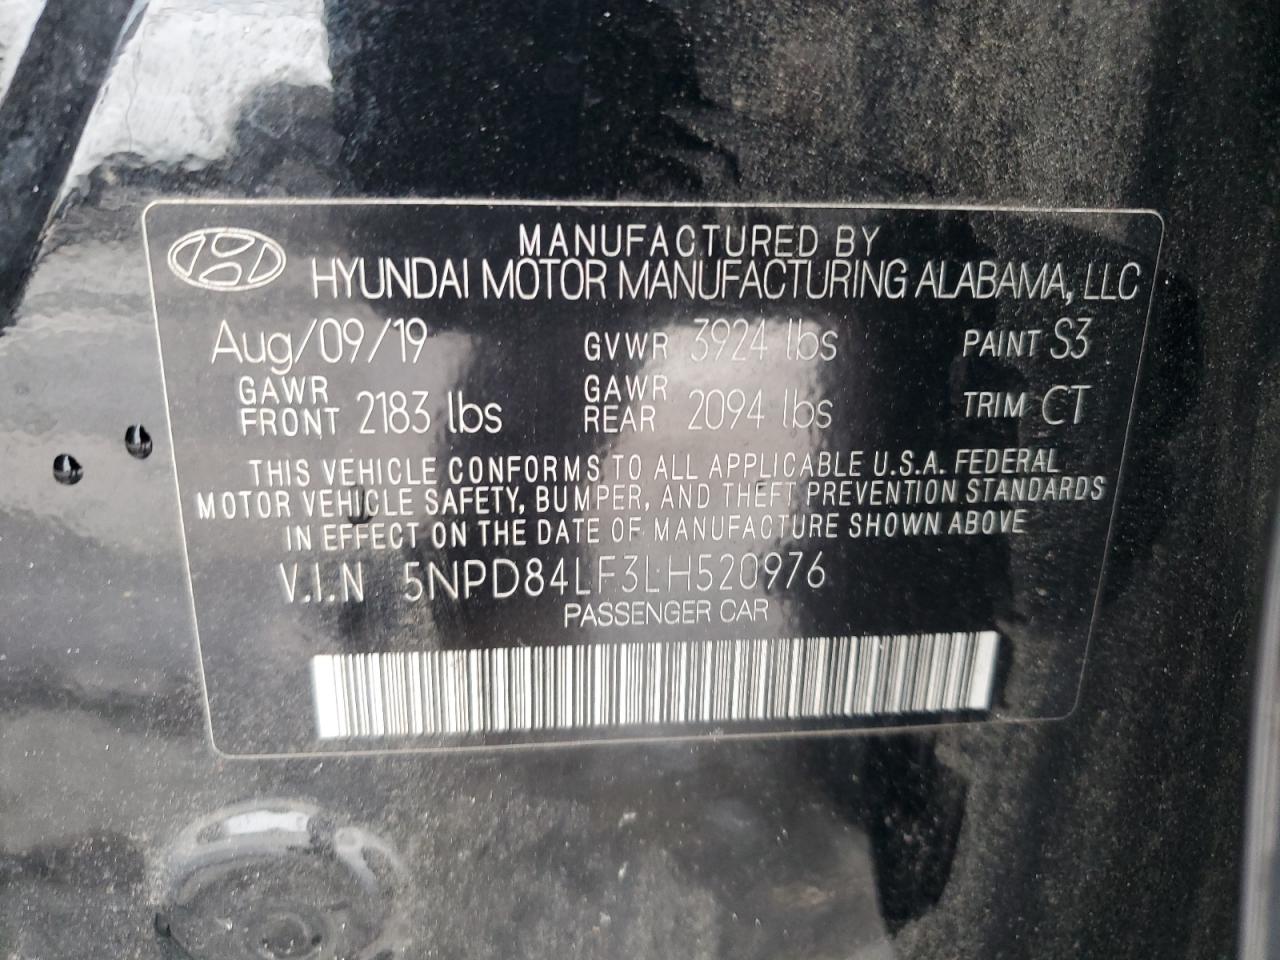 MANUFACTURED BY
HYUNDAI MOTOR MANUFACTURING ALABAMA, LLC
Aug/09/19 GVWR 3924 lbs PAINT S3
GAWR FRONT 2183 lbs GAWR REAR 2094 lbs TRIM CT
THIS VEHICLE CONFORMS TO ALL APPLICABLE U.S.A. FEDERAL
MOTOR VEHICLE SAFETY, BUMPER, AND THEFT PREVENTION STANDARDS
IN EFFECT ON THE DATE OF MANUFACTURE SHOWN ABOVE
V.I.N 5NPD84LF3LH520976
PASSENGER CAR